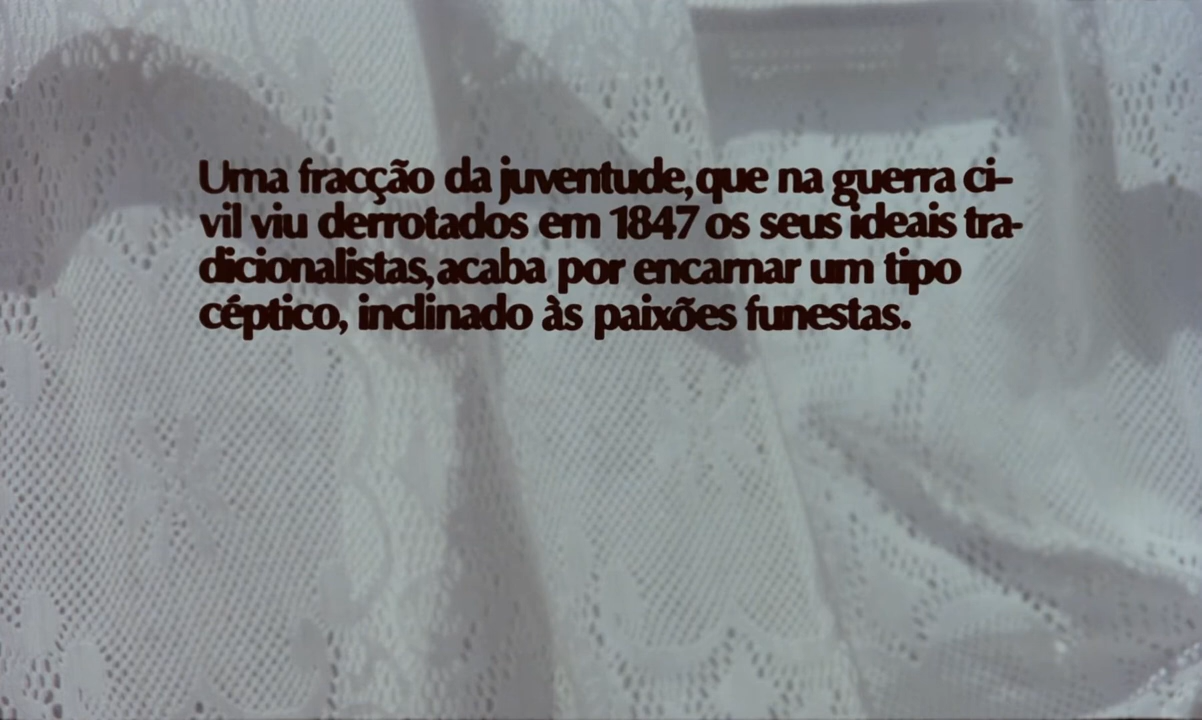 Uma fracção da juventude, que na guerra ci-
vil viu derrotados em 1847 os seus ideais tra-
dicionalistas, acaba por encarnar um tipo
céptico, inclinado às paixões funestas.